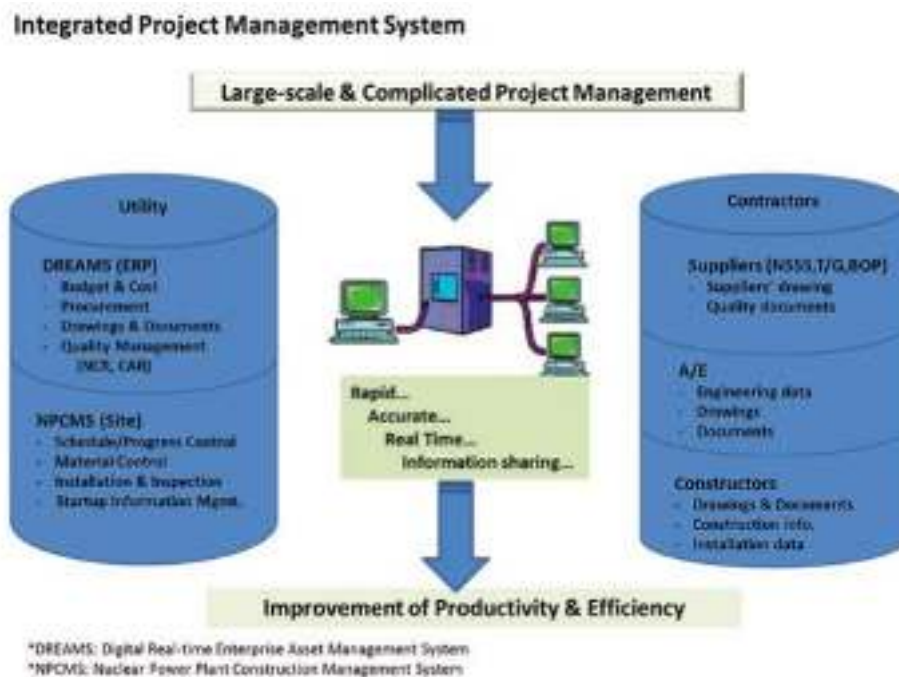 Integrated Project Management System
Large-scale & Complicated Project Management
Utility
DREAMS (ERP)
- Budget & Cost
- Procurement
- Drawings & Documents
- Quality Management
(NCR, CAR)
NPCMS (Site)
- Schedule/Progress Control
- Material Control
- Installation & Inspection
- Startup Information Mgmt.
Rapid...
Accurate...
Real Time...
Information sharing...
Contractors
Suppliers (NSSS,T/G,BOP)
- Suppliers' drawing
Quality documents
A/E
- Engineering data
- Drawings
- Documents
Constructors
- Drawings & Documents
- Construction info.
- Installation data
Improvement of Productivity & Efficiency
*DREAMS: Digital Real-time Enterprise Asset Management System
*NPCMS: Nuclear Power Plant Construction Management System